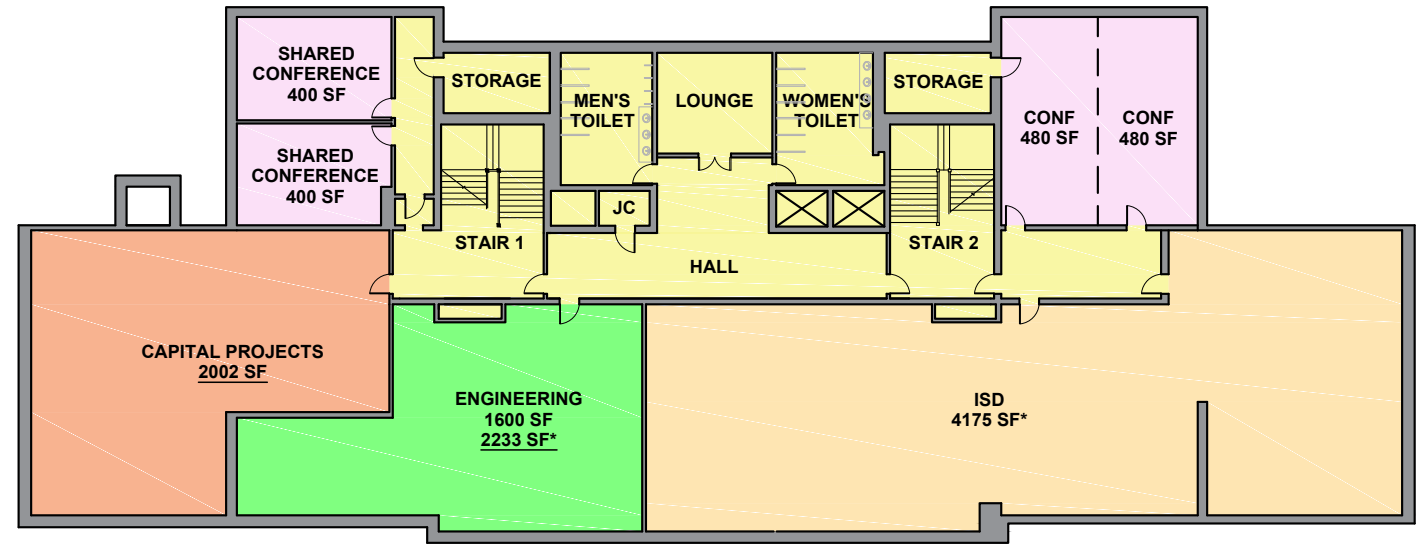 SHARED
CONFERENCE
400 SF
STORAGE
MEN'S
TOILET
LOUNGE
WOMEN'S
TOILET
STORAGE
CONF
480 SF
CONF
480 SF
SHARED
CONFERENCE
400 SF
JC
STAIR 1
HALL
STAIR 2
CAPITAL PROJECTS
2002 SF
ENGINEERING
1600 SF
2233 SF*
ISD
4175 SF*